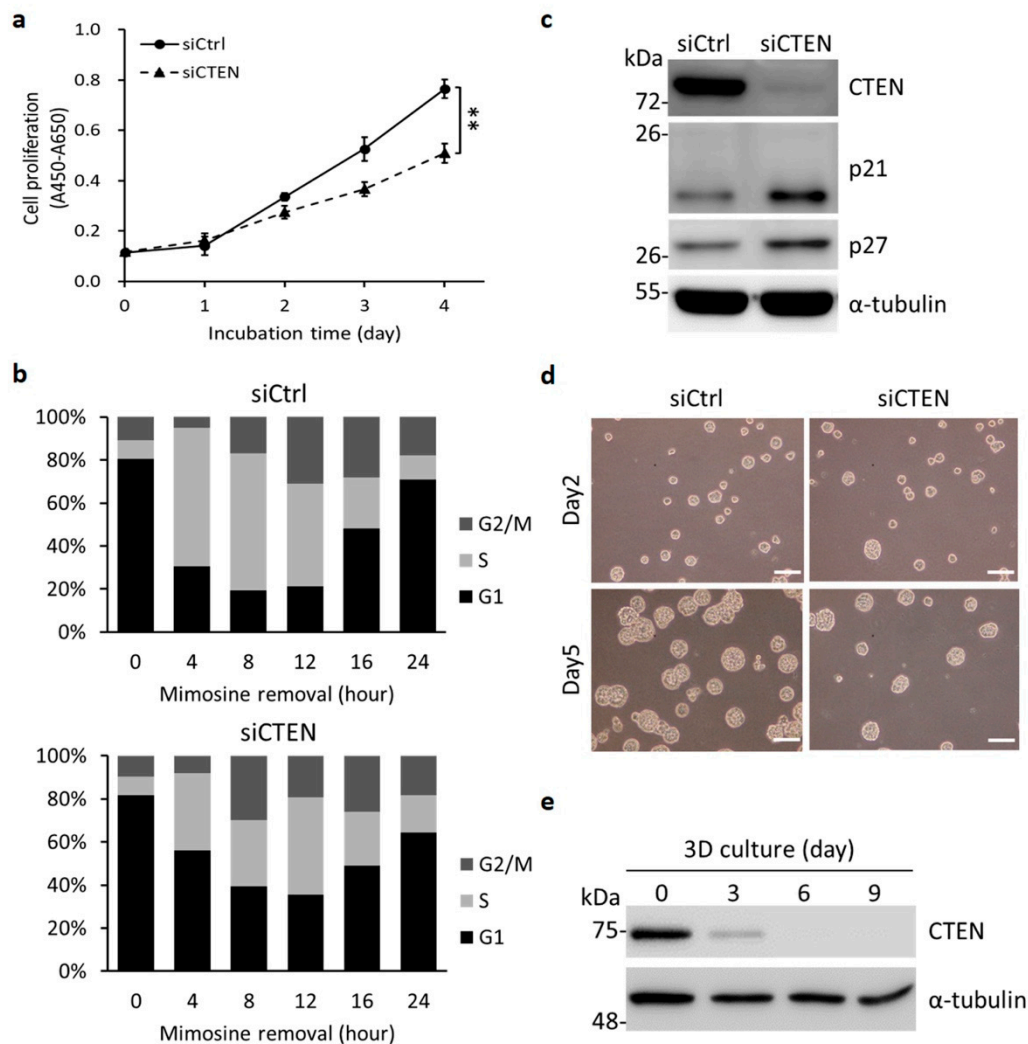 a
1.0
0.8
0.6
0.4
0.2
0.0
Cell proliferation
(A450-A650)
siCtrl
siCTEN
**
0 1 2 3 4
Incubation time (day)
b
siCtrl
100%
80%
60%
40%
20%
0%
G2/M
S
G1
0 4 8 12 16 24
Mimosine removal (hour)
siCTEN
100%
80%
60%
40%
20%
0%
G2/M
S
G1
0 4 8 12 16 24
Mimosine removal (hour)
c
siCtrl siCTEN
kDa
72-
CTEN
26-
p21
26-
p27
55-
α-tubulin
d
siCtrl siCTEN
Day2
Day5
e
3D culture (day)
kDa 0 3 6 9
75-
CTEN
48-
α-tubulin